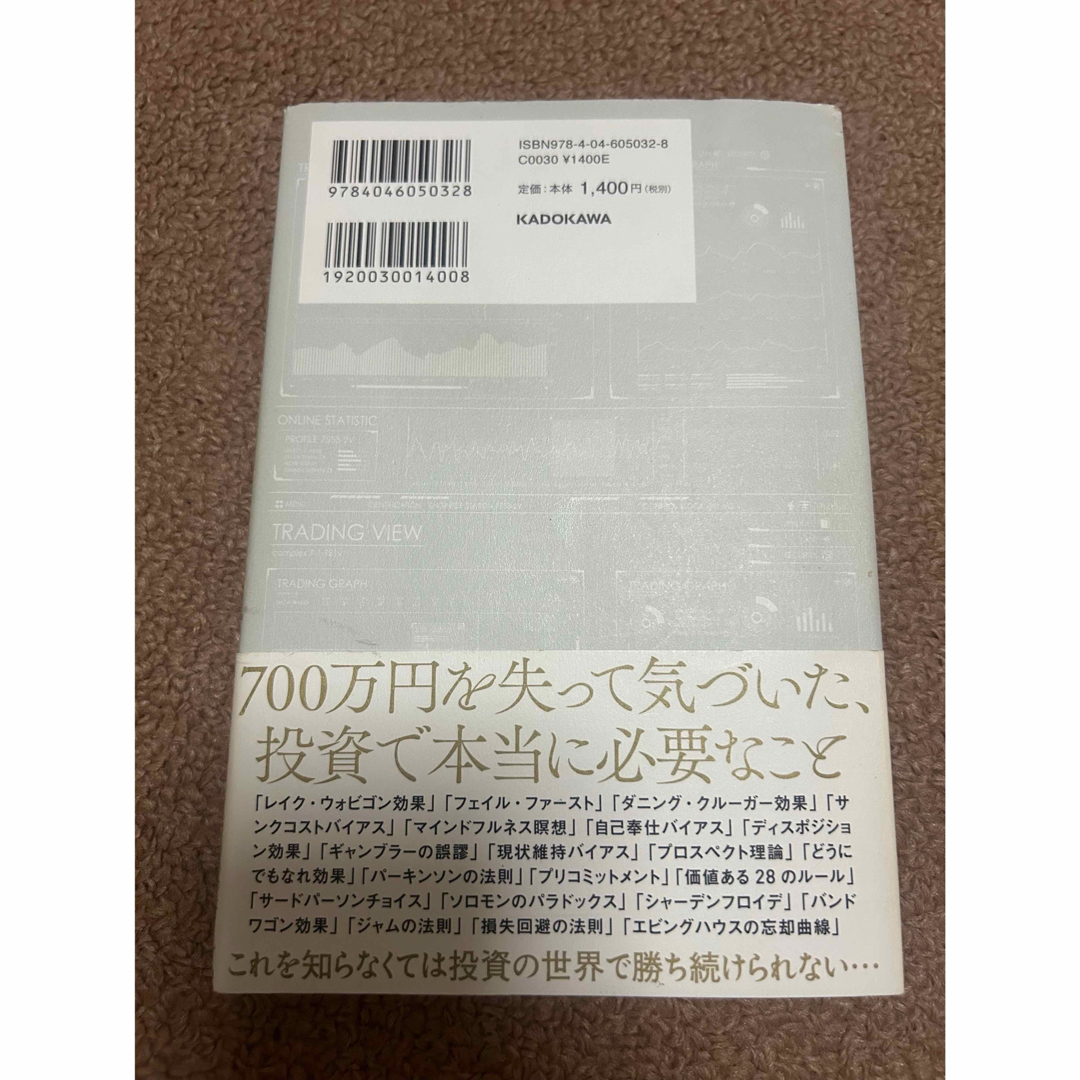 ISBN978-4-04-605032-8
C0030 ¥1400E
定価:本体 1,400円(税別)
KADOKAWA
9784046050328
1920030014008
ONLINE STATISTIC
TRADING VIEW
TRADING GRAPH
TRADING GRAPH
700万円を失って気づいた、
投資で本当に必要なこと
「レイク・ウォビゴン効果」「フェイル・ファースト」「ダニング・クルーガー効果」「サ
ンクコストバイアス」「マインドフルネス瞑想」「自己奉仕バイアス」「ディスポジショ
ン効果」「ギャンブラーの誤謬」「現状維持バイアス」「プロスペクト理論」「どうに
でもなれ効果」「パーキンソンの法則」「プリコミットメント」「価値ある28のルール」
「サードパーソンチョイス」「ソロモンのパラドックス」「シャーデンフロイデ」「バンド
ワゴン効果」「ジャムの法則」「損失回避の法則」「エビングハウスの忘却曲線」
これを知らなくては投資の世界で勝ち続けられない…